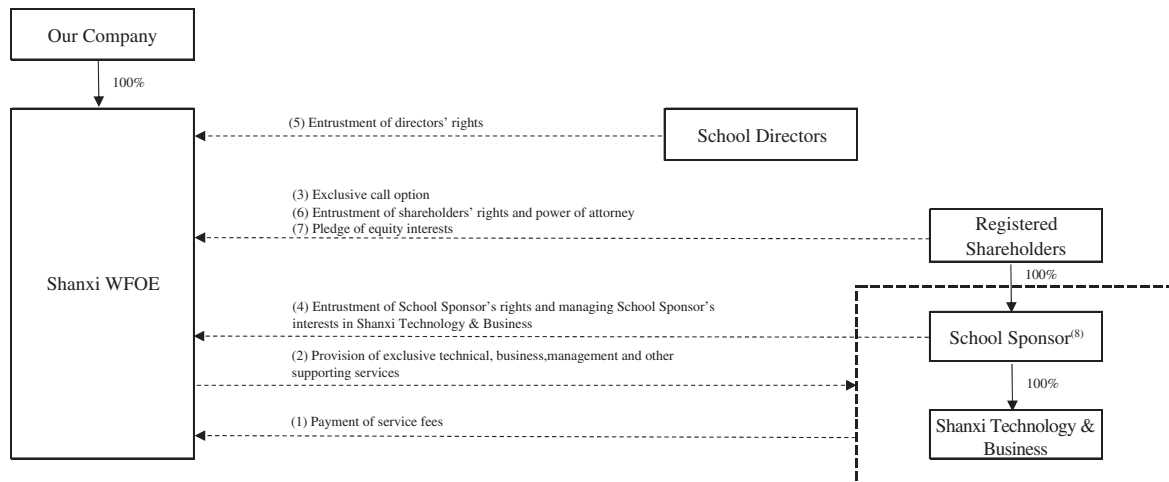 Our Company
100%
(5) Entrustment of directors’ rights
School Directors
(3) Exclusive call option
(6) Entrustment of shareholders’ rights and power of attorney
(7) Pledge of equity interests
Registered
Shareholders
Shanxi WFOE
100%
(4) Entrustment of School Sponsor’s rights and managing School Sponsor’s
interests in Shanxi Technology & Business
School Sponsor(8)
(2) Provision of exclusive technical, business,management and other
supporting services
100%
(1) Payment of service fees
Shanxi Technology &
Business